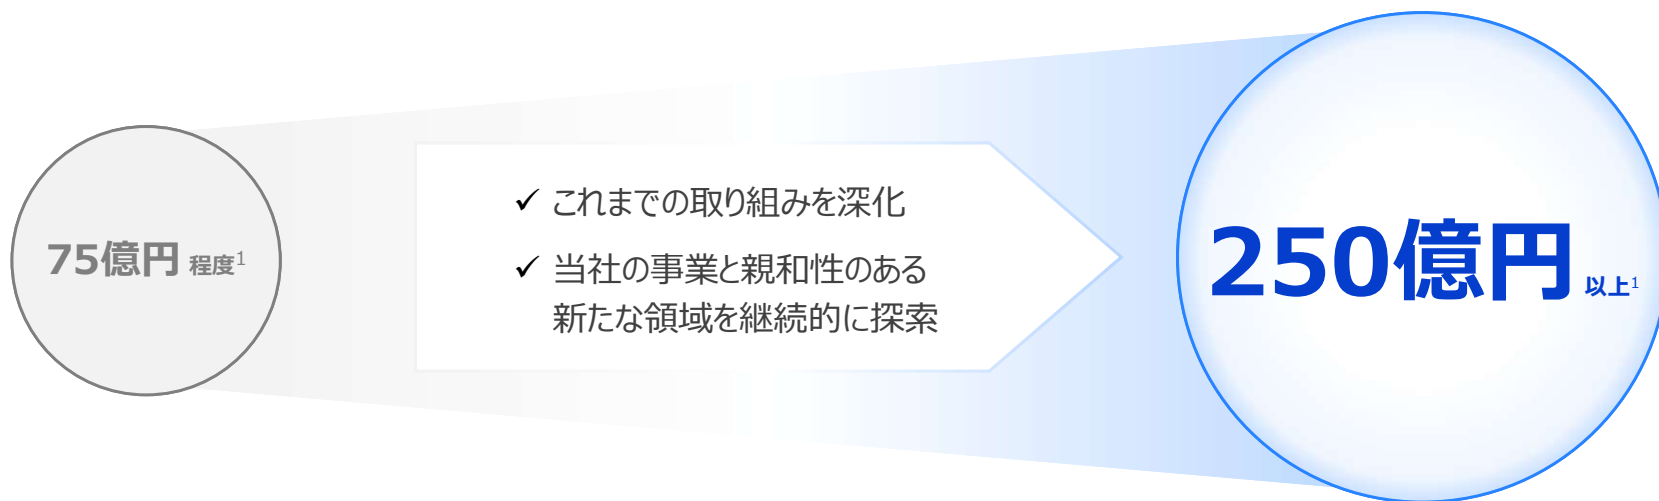 75億円 程度1
✓ これまでの取り組みを深化
✓ 当社の事業と親和性のある
新たな領域を継続的に探索
250億円 以上1